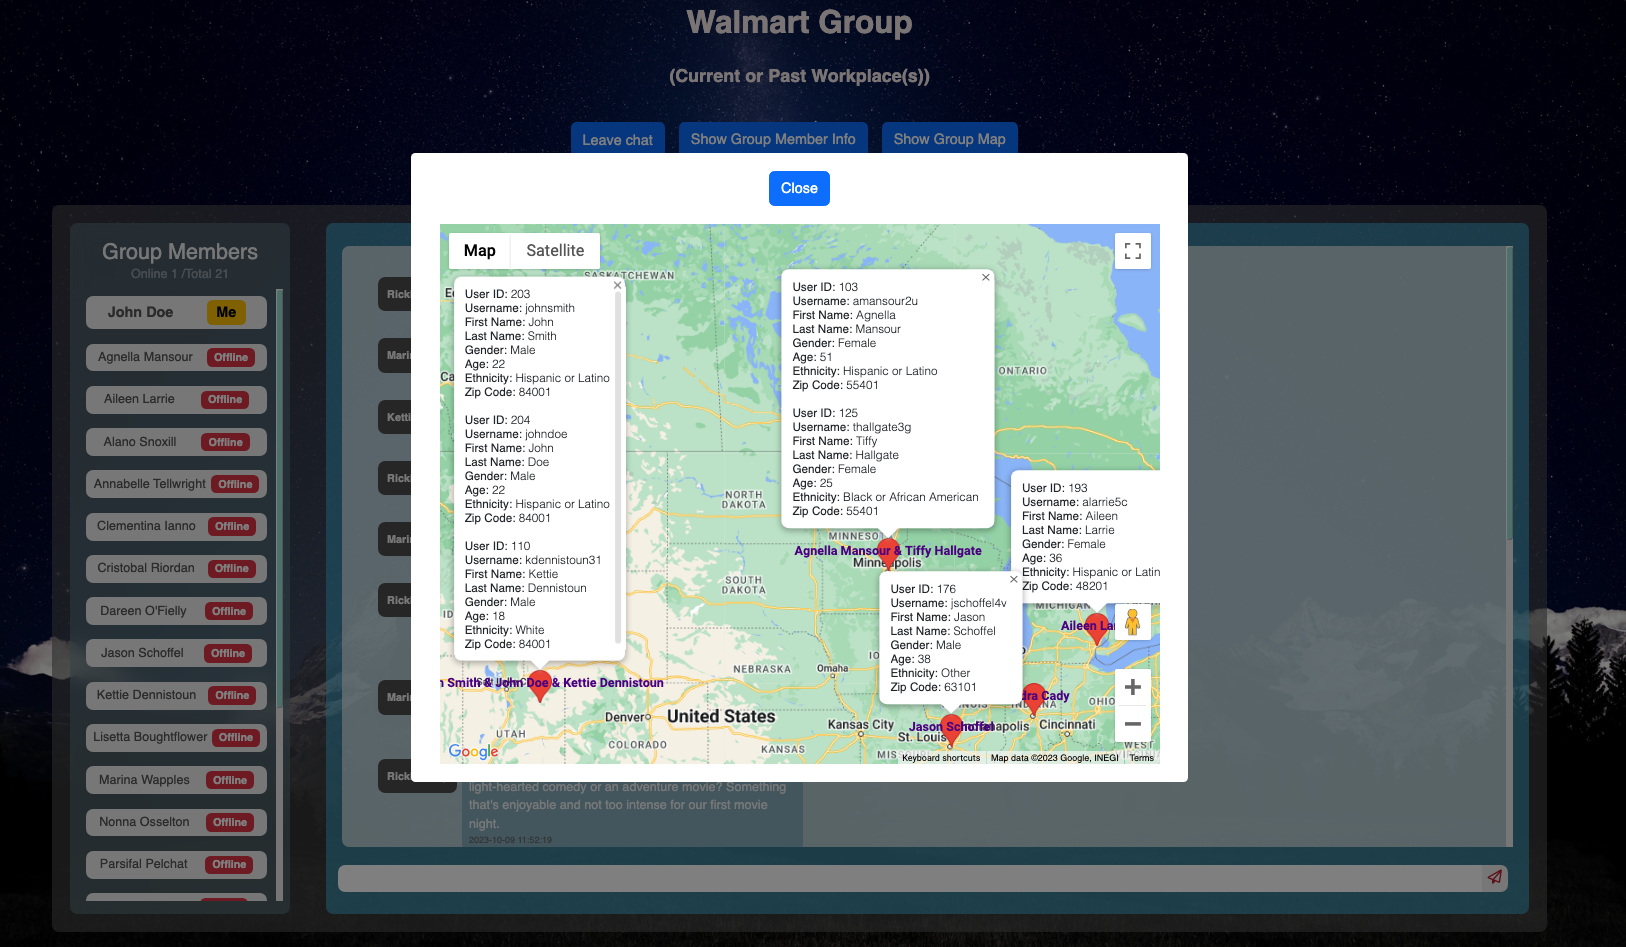 Walmart Group
(Current or Past Workplace(s))
Leave chat
Show Group Member Info
Show Group Map
Close
Group Members
Online 1 /Total 21
John Doe Me
Agnella Mansour Offline
Aileen Larrie Offline
Alano Snoxill Offline
Annabelle Tellwright Offline
Clementina Ianno Offline
Cristobal Riordan Offline
Dareen O'Fielly Offline
Jason Schoffel Offline
Kettie Dennistoun Offline
Lisetta Boughtflower Offline
Marina Wapples Offline
Nonna Osselton Offline
Parsifal Pelchat Offline
Rick
Mari
Ketti
Rick
Mari
Rick
Mari
Rick
light-hearted comedy or an adventure movie? Something
that's enjoyable and not too intense for our first movie
night.
2023-10-09 11:52:19
Map
Satellite
SASKATCHEWAN
ONTARIO
User ID: 203
Username: johnsmith
First Name: John
Last Name: Smith
Gender: Male
Age: 22
Ethnicity: Hispanic or Latino
Zip Code: 84001
User ID: 204
Username: johndoe
First Name: John
Last Name: Doe
Gender: Male
Age: 22
Ethnicity: Hispanic or Latino
Zip Code: 84001
User ID: 110
Username: kdennistoun31
First Name: Kettie
Last Name: Dennistoun
Gender: Male
Age: 18
Ethnicity: White
Zip Code: 84001
n Smith & John Doe & Kettie Dennistoun
User ID: 103
Username: amansour2u
First Name: Agnella
Last Name: Mansour
Gender: Female
Age: 51
Ethnicity: Hispanic or Latino
Zip Code: 55401
User ID: 125
Username: thallgate3g
First Name: Tiffy
Last Name: Hallgate
Gender: Female
Age: 25
Ethnicity: Black or African American
Zip Code: 55401
MINNESO
Agnella Mansour & Tiffy Hallgate
Minneapolis
User ID: 193
Username: alarrie5c
First Name: Aileen
Last Name: Larrie
Gender: Female
Age: 36
Ethnicity: Hispanic or Latin
Zip Code: 48201
MICHIGAN
Aileen La
User ID: 176
Username: jschoffel4v
First Name: Jason
Last Name: Schoffel
Gender: Male
Age: 38
Ethnicity: Other
Zip Code: 63101
Jason Schoffel
dra Cady
NORTH
DAKOTA
SOUTH
DAKOTA
NEBRASKA
Omaha
United States
Denver
UTAH
COLORADO
KANSAS
Kansas City
St. Louis
MIS
OHIO
Cincinnati
WEST
Google
Keyboard shortcuts
Map data ©2023 Google, INEGI
Terms